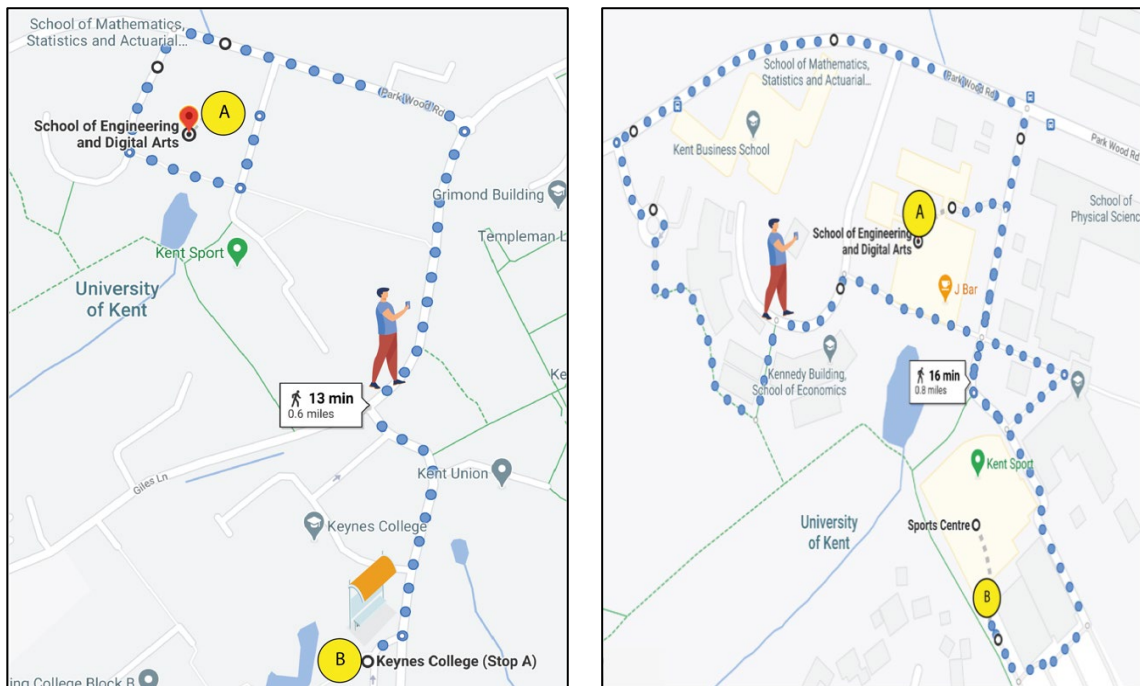 School of Mathematics,
Statistics and Actuarial...
A
School of Engineering
and Digital Arts
Park Wood Rd
Grimond Building
Templeman L
Kent Sport
University
of Kent
13 min
0.6 miles
Ke
Giles Ln
Kent Union
Keynes College
B
Keynes College (Stop A)
ing College Block B
School of Mathematics,
Statistics and Actuarial...
Park Wood Rd
Kent Business School
Park Wood Rd
A
School of
Physical Scienc
School of Engineering
and Digital Arts
J Bar
Kennedy Building,
School of Economics
16 min
0.8 miles
Kent Sport
University
of Kent
Sports Centre
B